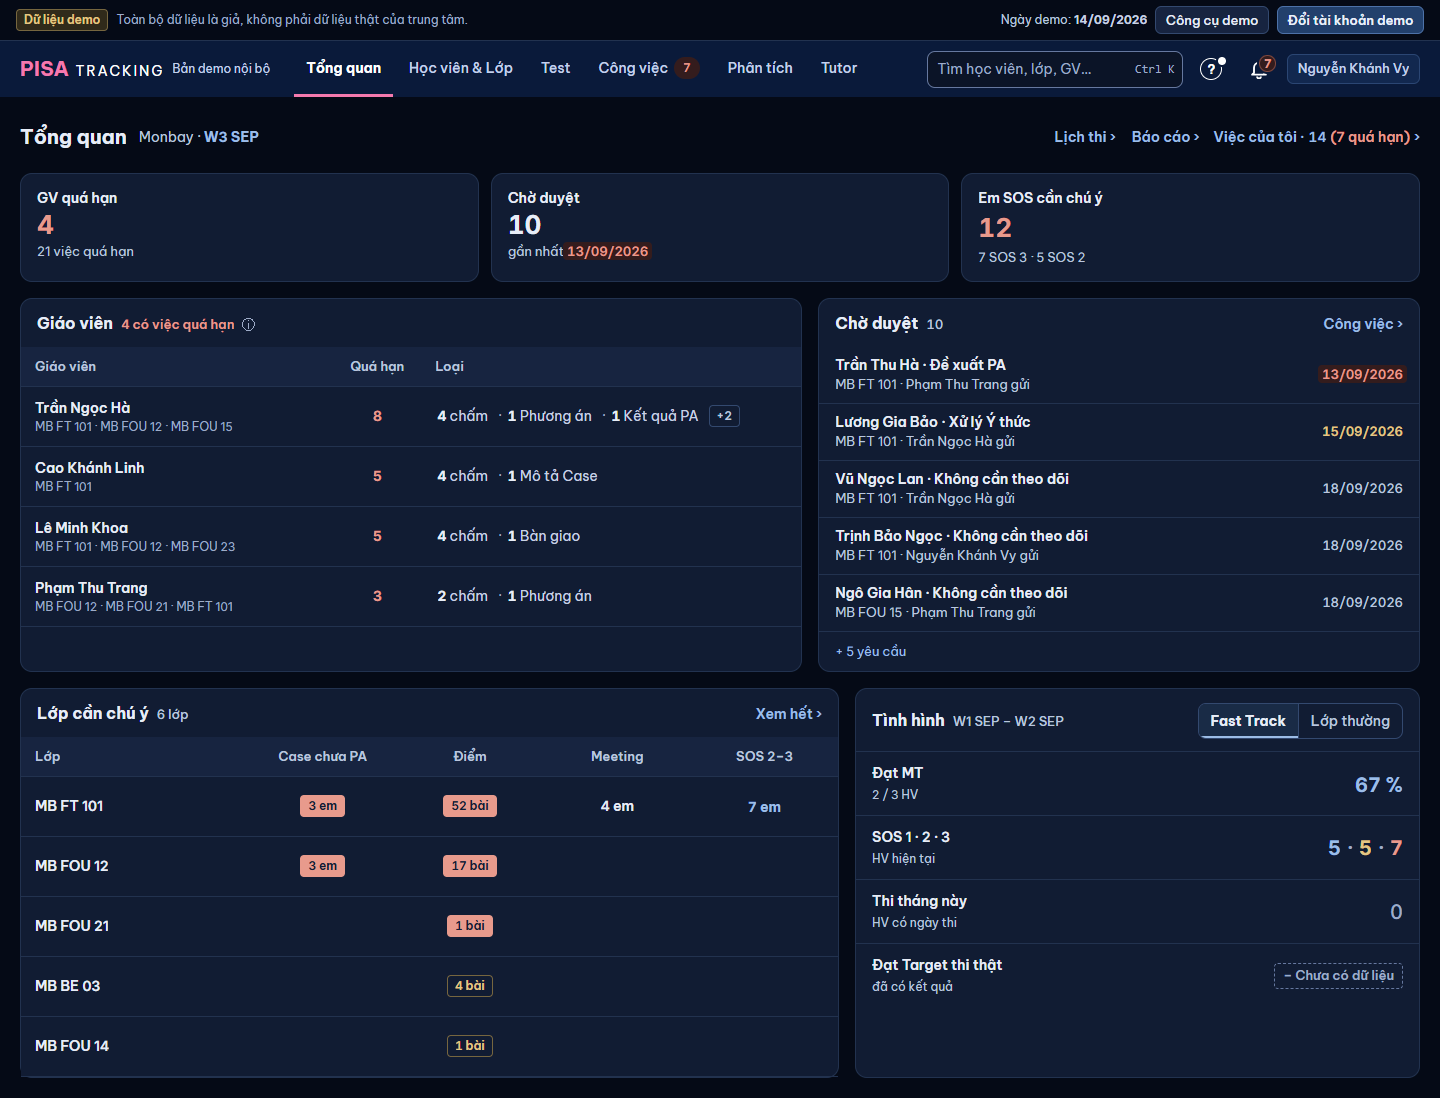 Dữ liệu demo Toàn bộ dữ liệu là giả, không phải dữ liệu thật của trung tâm. Ngày demo: 14/09/2026 Công cụ demo Đổi tài khoản demo
PISA TRACKING Bản demo nội bộ Tổng quan Học viên & Lớp Test Công việc 7 Phân tích Tutor Tìm học viên, lớp, GV... Ctrl K ? 7 Nguyễn Khánh Vy
Tổng quan Monbay · W3 SEP Lịch thi › Báo cáo › Việc của tôi · 14 (7 quá hạn) ›
GV quá hạn
4
21 việc quá hạn
Chờ duyệt
10
gần nhất 13/09/2026
Em SOS cần chú ý
12
7 SOS 3 · 5 SOS 2
Giáo viên 4 có việc quá hạn ⓘ
Giáo viên Quá hạn Loại
Trần Ngọc Hà
MB FT 101 · MB FOU 12 · MB FOU 15
8 4 chấm · 1 Phương án · 1 Kết quả PA +2
Cao Khánh Linh
MB FT 101
5 4 chấm · 1 Mô tả Case
Lê Minh Khoa
MB FT 101 · MB FOU 12 · MB FOU 23
5 4 chấm · 1 Bàn giao
Phạm Thu Trang
MB FOU 12 · MB FOU 21 · MB FT 101
3 2 chấm · 1 Phương án
Chờ duyệt 10 Công việc ›
Trần Thu Hà · Đề xuất PA
MB FT 101 · Phạm Thu Trang gửi
13/09/2026
Lương Gia Bảo · Xử lý Ý thức
MB FT 101 · Trần Ngọc Hà gửi
15/09/2026
Vũ Ngọc Lan · Không cần theo dõi
MB FT 101 · Trần Ngọc Hà gửi
18/09/2026
Trịnh Bảo Ngọc · Không cần theo dõi
MB FT 101 · Nguyễn Khánh Vy gửi
18/09/2026
Ngô Gia Hân · Không cần theo dõi
MB FOU 15 · Phạm Thu Trang gửi
18/09/2026
+ 5 yêu cầu
Lớp cần chú ý 6 lớp Xem hết ›
Lớp Case chưa PA Điểm Meeting SOS 2–3
MB FT 101 3 em 52 bài 4 em 7 em
MB FOU 12 3 em 17 bài
MB FOU 21 1 bài
MB BE 03 4 bài
MB FOU 14 1 bài
Tình hình W1 SEP – W2 SEP Fast Track Lớp thường
Đạt MT
2 / 3 HV
67 %
SOS 1 · 2 · 3
HV hiện tại
5 · 5 · 7
Thi tháng này
HV có ngày thi
0
Đạt Target thi thật
đã có kết quả
– Chưa có dữ liệu